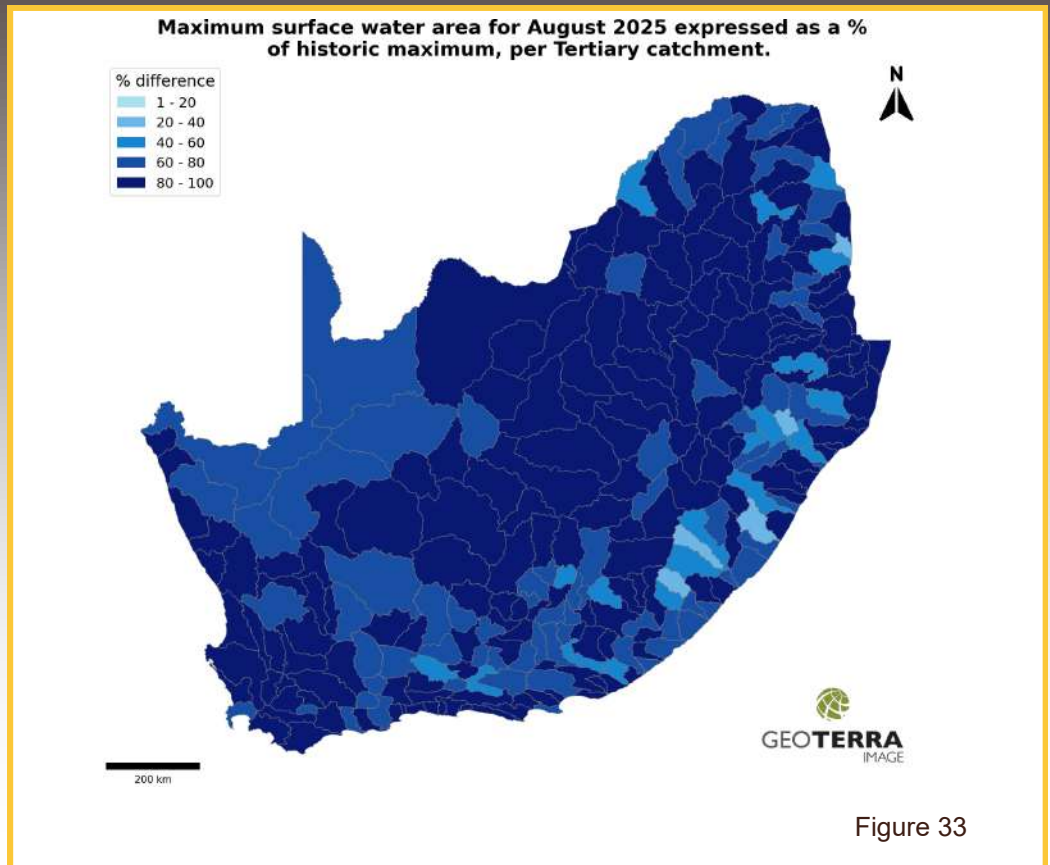 Maximum surface water area for August 2025 expressed as a %
of historic maximum, per Tertiary catchment.
% difference
1 - 20
20 - 40
40 - 60
60 - 80
80 - 100
N
200 km
GEOTERRA
IMAGE
Figure 33